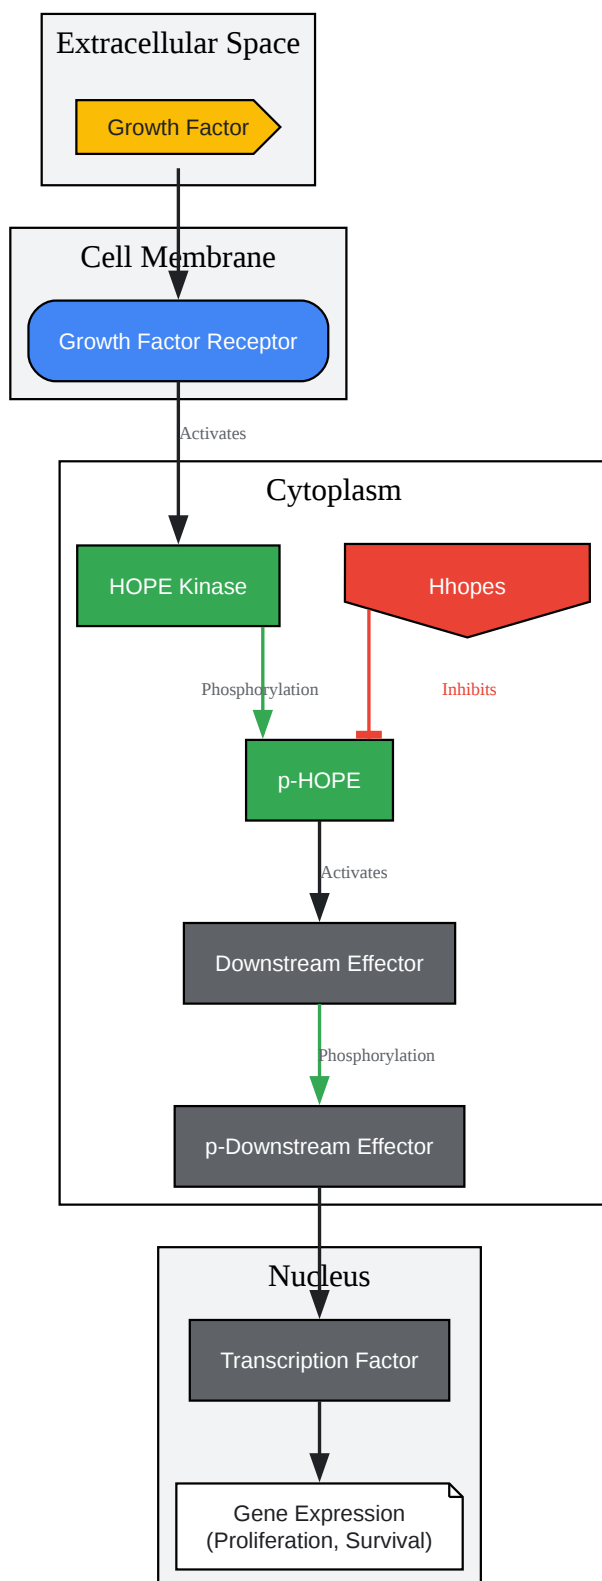 Extracellular Space
Growth Factor
Cell Membrane
Growth Factor Receptor
Activates
Cytoplasm
HOPE Kinase
Hhopes
Phosphorylation
Inhibits
p-HOPE
Activates
Downstream Effector
Phosphorylation
p-Downstream Effector
Nucleus
Transcription Factor
Gene Expression
(Proliferation, Survival)